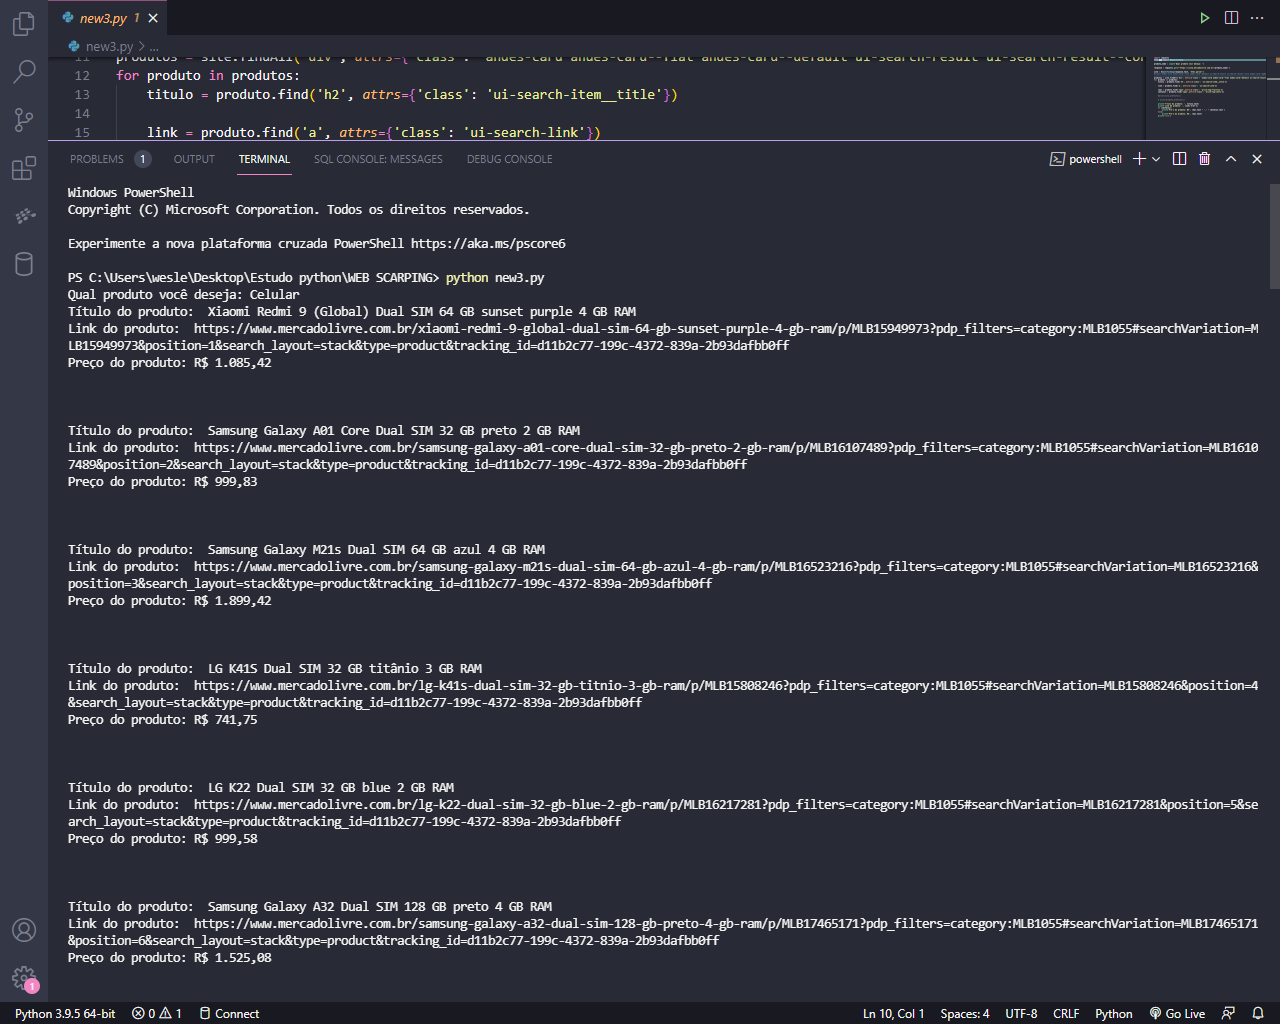 new3.py 1
new3.py > ...
11 produtos = site.findAll('div', attrs={'class': 'andes-card andes-card--flat andes-card--default ui-search-result ui-search-result--cor
12 for produto in produtos:
13 titulo = produto.find('h2', attrs={'class': 'ui-search-item__title'})
14
15 link = produto.find('a', attrs={'class': 'ui-search-link'})
PROBLEMS 1 OUTPUT TERMINAL SQL CONSOLE: MESSAGES DEBUG CONSOLE powershell
Windows PowerShell
Copyright (C) Microsoft Corporation. Todos os direitos reservados.
Experimente a nova plataforma cruzada PowerShell https://aka.ms/pscore6
PS C:\Users\wesle\Desktop\Estudo python\WEB SCARPING> python new3.py
Qual produto você deseja: Celular
Título do produto:  Xiaomi Redmi 9 (Global) Dual SIM 64 GB sunset purple 4 GB RAM
Link do produto:  https://www.mercadolivre.com.br/xiaomi-redmi-9-global-dual-sim-64-gb-sunset-purple-4-gb-ram/p/MLB15949973?pdp_filters=category:MLB1055#searchVariation=M
LB15949973&position=1&search_layout=stack&type=product&tracking_id=d11b2c77-199c-4372-839a-2b93dafbb0ff
Preço do produto: R$ 1.085,42
Título do produto:  Samsung Galaxy A01 Core Dual SIM 32 GB preto 2 GB RAM
Link do produto:  https://www.mercadolivre.com.br/samsung-galaxy-a01-core-dual-sim-32-gb-preto-2-gb-ram/p/MLB16107489?pdp_filters=category:MLB1055#searchVariation=MLB1610
7489&position=2&search_layout=stack&type=product&tracking_id=d11b2c77-199c-4372-839a-2b93dafbb0ff
Preço do produto: R$ 999,83
Título do produto:  Samsung Galaxy M21s Dual SIM 64 GB azul 4 GB RAM
Link do produto:  https://www.mercadolivre.com.br/samsung-galaxy-m21s-dual-sim-64-gb-azul-4-gb-ram/p/MLB16523216?pdp_filters=category:MLB1055#searchVariation=MLB16523216&
position=3&search_layout=stack&type=product&tracking_id=d11b2c77-199c-4372-839a-2b93dafbb0ff
Preço do produto: R$ 1.899,42
Título do produto:  LG K41S Dual SIM 32 GB titânio 3 GB RAM
Link do produto:  https://www.mercadolivre.com.br/lg-k41s-dual-sim-32-gb-titnio-3-gb-ram/p/MLB15808246?pdp_filters=category:MLB1055#searchVariation=MLB15808246&position=4
&search_layout=stack&type=product&tracking_id=d11b2c77-199c-4372-839a-2b93dafbb0ff
Preço do produto: R$ 741,75
Título do produto:  LG K22 Dual SIM 32 GB blue 2 GB RAM
Link do produto:  https://www.mercadolivre.com.br/lg-k22-dual-sim-32-gb-blue-2-gb-ram/p/MLB16217281?pdp_filters=category:MLB1055#searchVariation=MLB16217281&position=5&se
arch_layout=stack&type=product&tracking_id=d11b2c77-199c-4372-839a-2b93dafbb0ff
Preço do produto: R$ 999,58
Título do produto:  Samsung Galaxy A32 Dual SIM 128 GB preto 4 GB RAM
Link do produto:  https://www.mercadolivre.com.br/samsung-galaxy-a32-dual-sim-128-gb-preto-4-gb-ram/p/MLB17465171?pdp_filters=category:MLB1055#searchVariation=MLB17465171
&position=6&search_layout=stack&type=product&tracking_id=d11b2c77-199c-4372-839a-2b93dafbb0ff
Preço do produto: R$ 1.525,08
1
Python 3.9.5 64-bit 0 1 Connect Ln 10, Col 1 Spaces: 4 UTF-8 CRLF Python Go Live